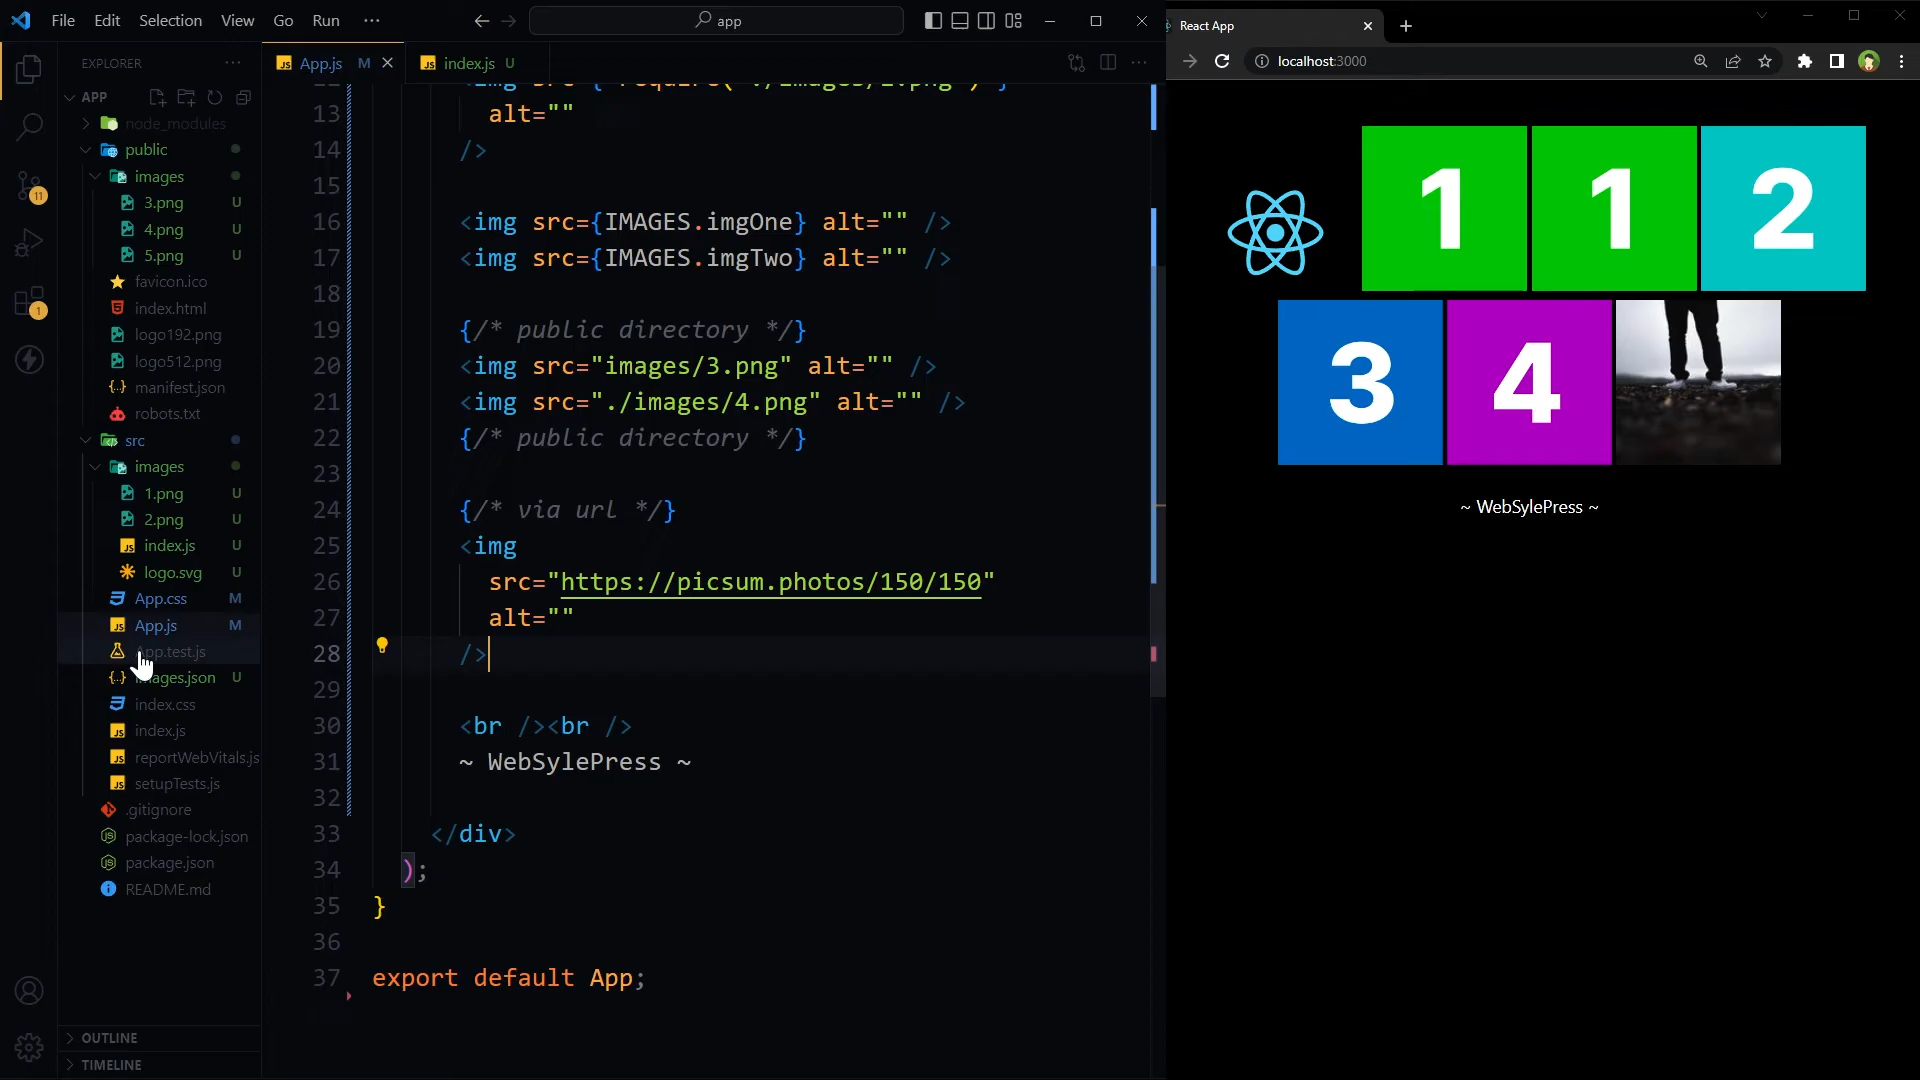 File Edit Selection View Go Run ···
app
EXPLORER ···
App.js M
index.js U
···
APP
node_modules
public
images
3.png U
4.png U
5.png U
favicon.ico
index.html
logo192.png
logo512.png
manifest.json
robots.txt
src
images
1.png U
2.png U
index.js U
logo.svg U
App.css M
App.js M
App.test.js
images.json U
index.css
index.js
reportWebVitals.js
setupTests.js
.gitignore
package-lock.json
package.json
README.md
OUTLINE
TIMELINE
11
1
13 alt=""
14 />
15
16 <img src={IMAGES.imgOne} alt="" />
17 <img src={IMAGES.imgTwo} alt="" />
18
19 {/* public directory */}
20 <img src="images/3.png" alt="" />
21 <img src="./images/4.png" alt="" />
22 {/* public directory */}
23
24 {/* via url */}
25 <img
26 src="https://picsum.photos/150/150"
27 alt=""
28 />
29
30 <br /><br />
31 ~ WebSylePress ~
32
33 </div>
34 );
35 }
36
37 export default App;
React App
localhost:3000
1 1 2
3 4
~ WebSylePress ~